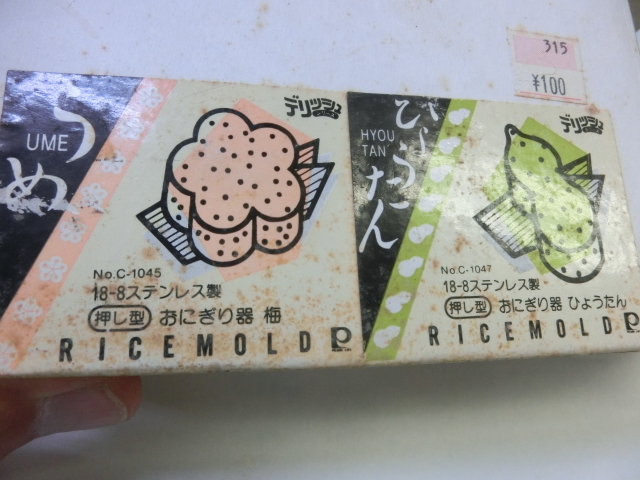 315
¥100
うめ
UME
デリッシュ
No.C-1045
18-8ステンレス製
押し型 おにぎり器 梅
RICEMOLD
ひょうたん
HYOU
TAN
デリッシュ
No.C-1047
18-8ステンレス製
押し型 おにぎり器 ひょうたん
RICEMOLD